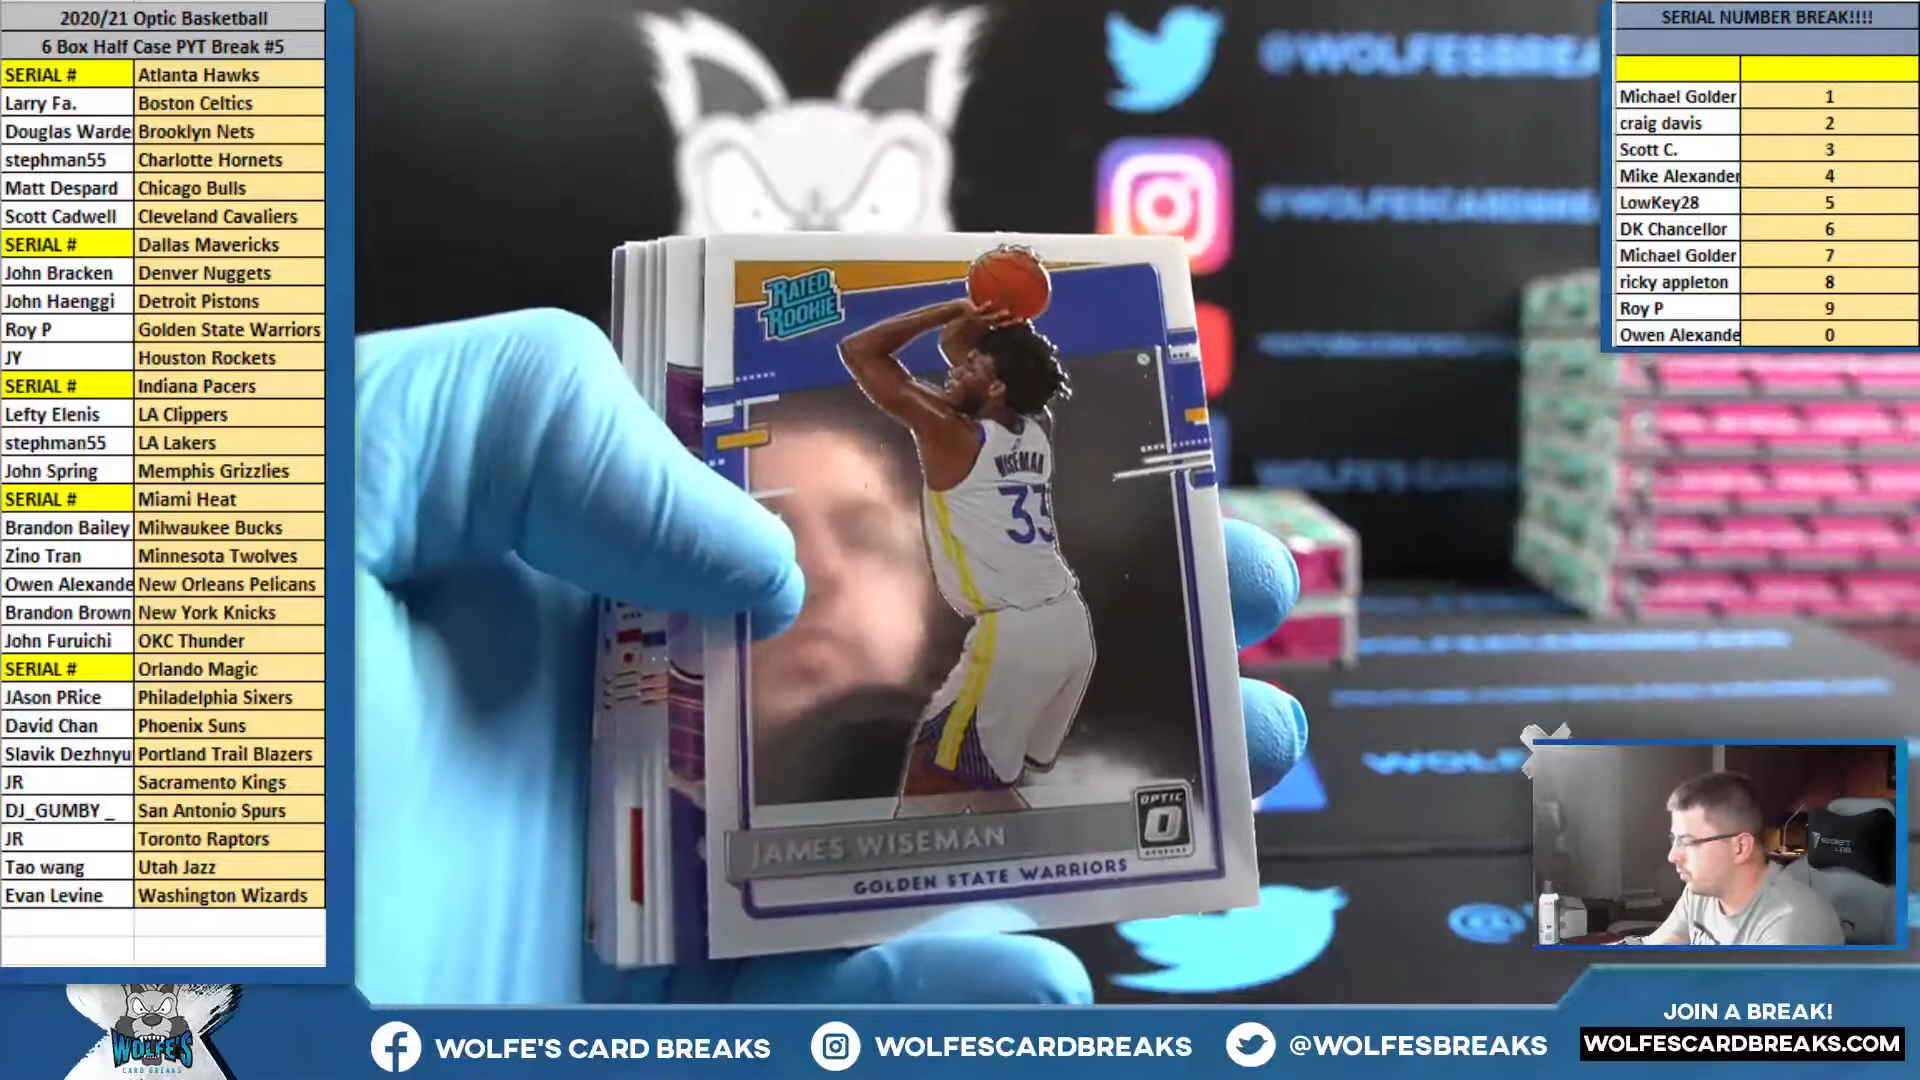 2020/21 Optic Basketball
6 Box Half Case PYT Break #5
SERIAL # Atlanta Hawks
Larry Fa. Boston Celtics
Douglas Warde Brooklyn Nets
stephman55 Charlotte Hornets
Matt Despard Chicago Bulls
Scott Cadwell Cleveland Cavaliers
SERIAL # Dallas Mavericks
John Bracken Denver Nuggets
John Haenggi Detroit Pistons
Roy P Golden State Warriors
JY Houston Rockets
SERIAL # Indiana Pacers
Lefty Elenis LA Clippers
stephman55 LA Lakers
John Spring Memphis Grizzlies
SERIAL # Miami Heat
Brandon Bailey Milwaukee Bucks
Zino Tran Minnesota Twolves
Owen Alexande New Orleans Pelicans
Brandon Brown New York Knicks
John Furuichi OKC Thunder
SERIAL # Orlando Magic
JAson PRice Philadelphia Sixers
David Chan Phoenix Suns
Slavik Dezhnyu Portland Trail Blazers
JR Sacramento Kings
DJ_GUMBY_ San Antonio Spurs
JR Toronto Raptors
Tao wang Utah Jazz
Evan Levine Washington Wizards
SERIAL NUMBER BREAK!!!!
Michael Golder 1
craig davis 2
Scott C. 3
Mike Alexander 4
LowKey28 5
DK Chancellor 6
Michael Golder 7
ricky appleton 8
Roy P 9
Owen Alexande 0
@WOLFESBREA
@WOLFESCARDBREAKS
WOLFE'S CARD
RATED
ROOKIE
WISEMAN
33
OPTIC
JAMES WISEMAN
GOLDEN STATE WARRIORS
SECRET
LAB
WOLFE'S
CARD BREAKS
WOLFE'S CARD BREAKS
WOLFESCARDBREAKS
@WOLFESBREAKS
JOIN A BREAK!
WOLFESCARDBREAKS.COM